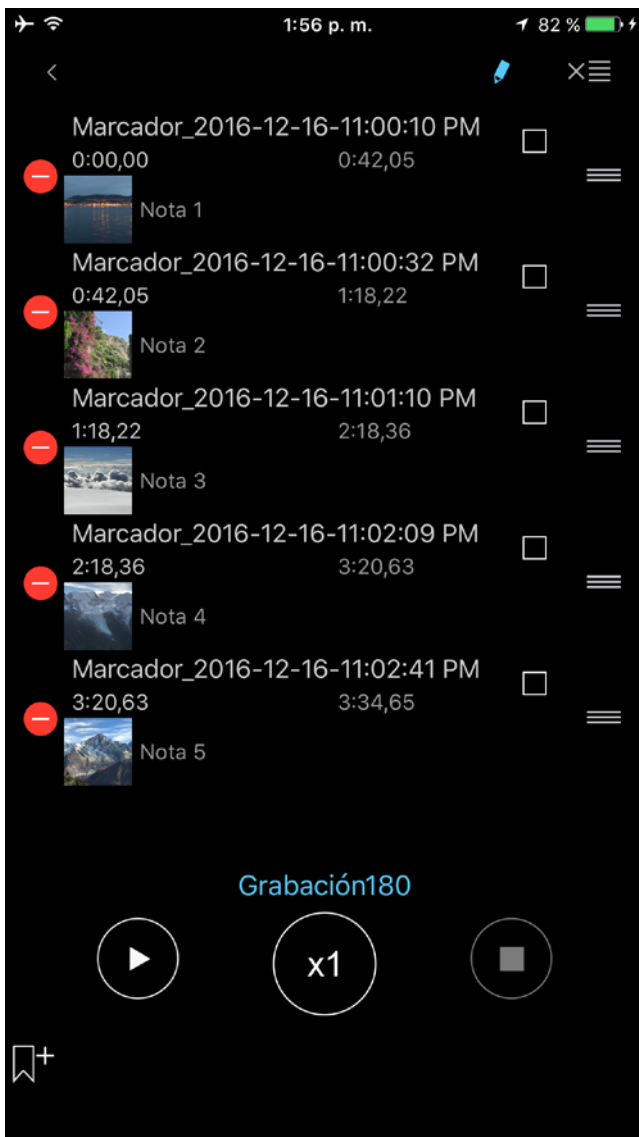 1:56 p. m.
82 %
Marcador_2016-12-16-11:00:10 PM
0:00,00 0:42,05
Nota 1
Marcador_2016-12-16-11:00:32 PM
0:42,05 1:18,22
Nota 2
Marcador_2016-12-16-11:01:10 PM
1:18,22 2:18,36
Nota 3
Marcador_2016-12-16-11:02:09 PM
2:18,36 3:20,63
Nota 4
Marcador_2016-12-16-11:02:41 PM
3:20,63 3:34,65
Nota 5
Grabación180
x1